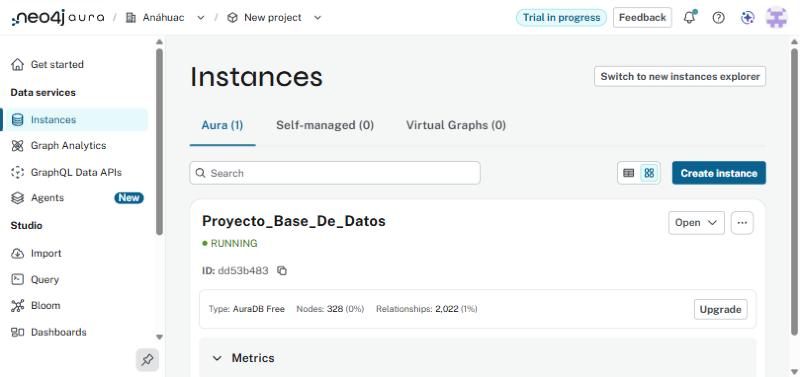 neo4j aura / Anáhuac / New project Trial in progress Feedback
Get started
Data services
Instances
Graph Analytics
GraphQL Data APIs
Agents New
Studio
Import
Query
Bloom
Dashboards
Instances
Switch to new instances explorer
Aura (1) Self-managed (0) Virtual Graphs (0)
Search
Create instance
Proyecto_Base_De_Datos
Open
RUNNING
ID: dd53b483
Type: AuraDB Free Nodes: 328 (0%) Relationships: 2,022 (1%)
Upgrade
Metrics